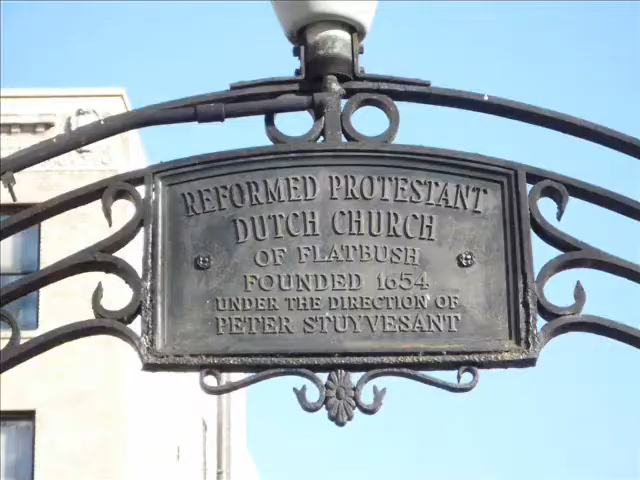 REFORMED PROTESTANT
DUTCH CHURCH
OF FLATBUSH
FOUNDED 1654
UNDER THE DIRECTION OF
PETER STUYVESANT